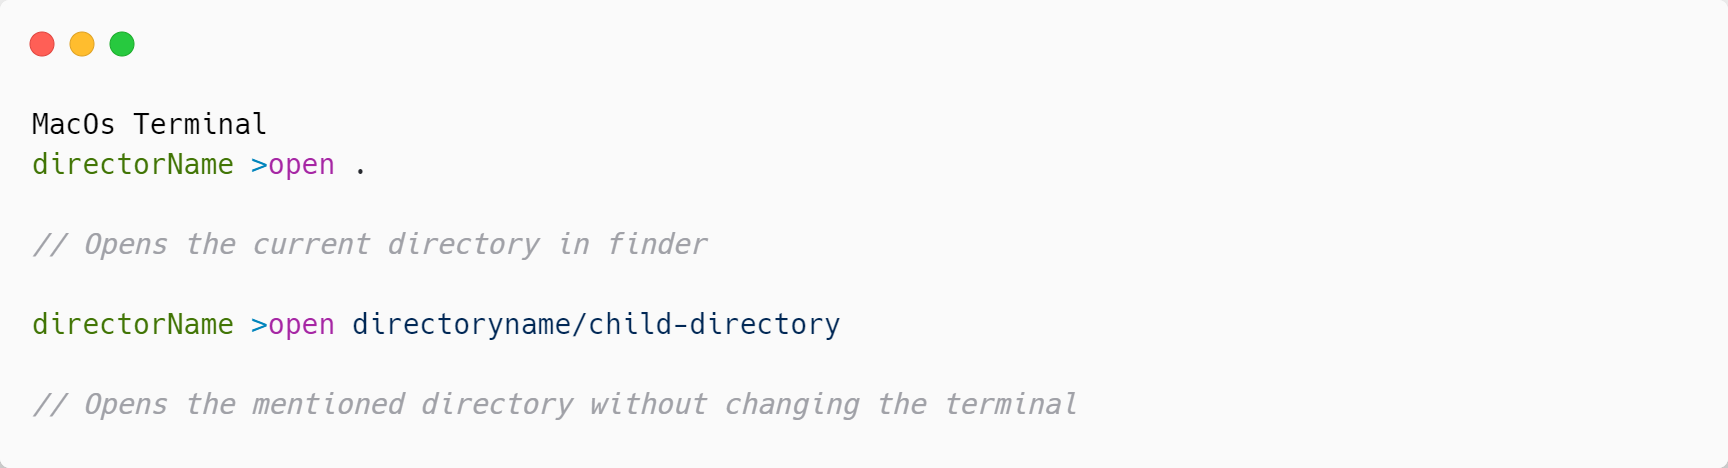 MacOs Terminal
directorName >open .
// Opens the current directory in finder
directorName >open directoryname/child-directory
// Opens the mentioned directory without changing the terminal